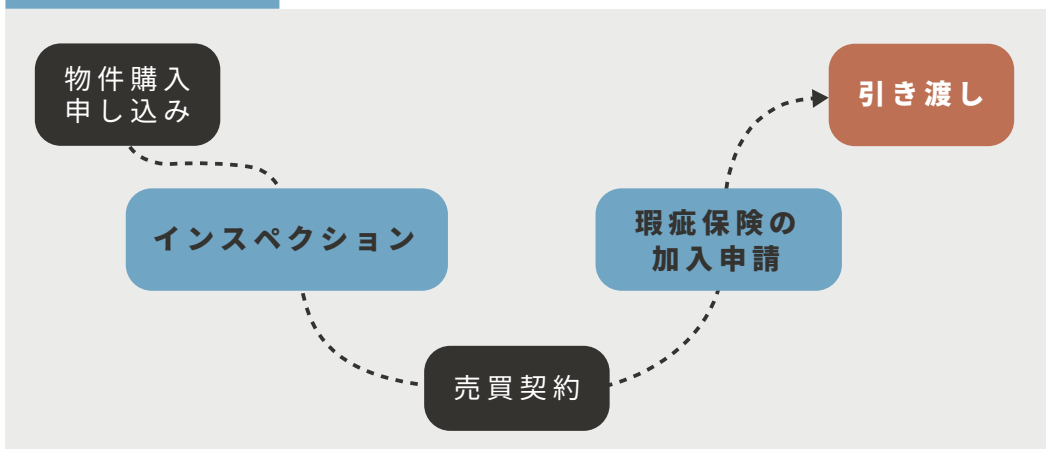 物件購入
申し込み
インスペクション
売買契約
瑕疵保険の
加入申請
引き渡し